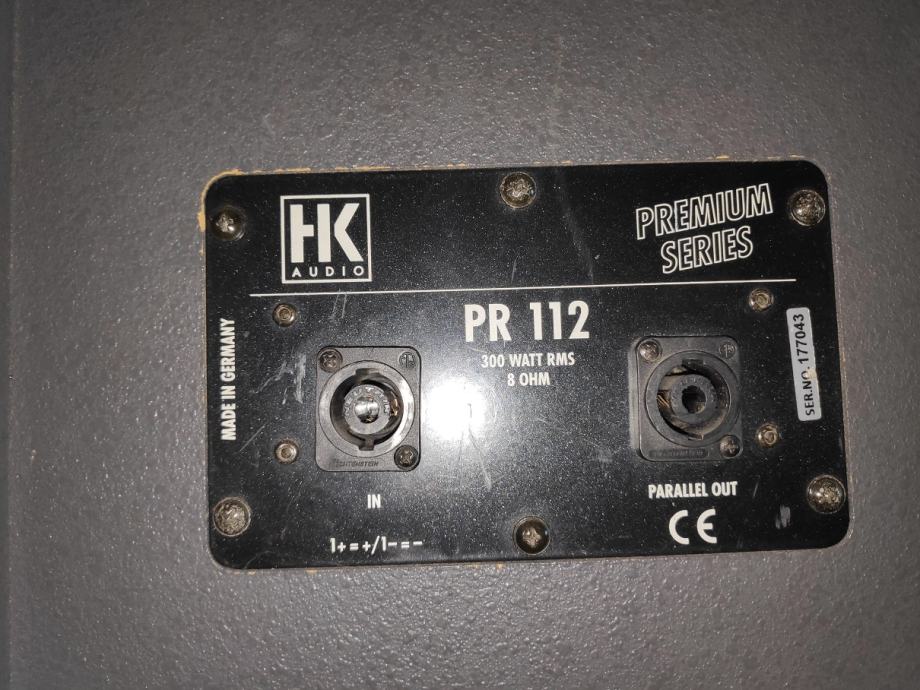 HK
AUDIO
PREMIUM
SERIES
PR 112
300 WATT RMS
8 OHM
MADE IN GERMANY
SER.NO. 177043
IN
1+=+/1-=-
PARALLEL OUT
CE